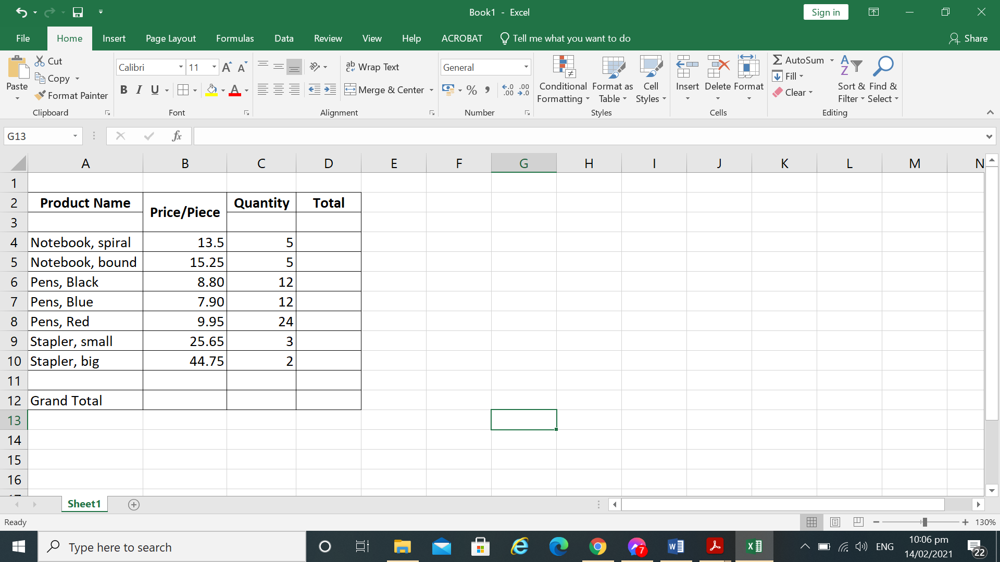 Book1 - Excel
Sign in
File Home Insert Page Layout Formulas Data Review View Help ACROBAT Tell me what you want to do Share
Paste
Cut
Copy
Format Painter
Clipboard
Calibri 11
B I U
Font
Wrap Text
Merge & Center
Alignment
General
Number
Conditional Formatting
Format as Table
Cell Styles
Styles
Insert Delete Format
Cells
AutoSum
Fill
Clear
Sort & Filter
Find & Select
Editing
G13 fx
A B C D E F G H I J K L M N
1
2 Product Name Price/Piece Quantity Total
3
4 Notebook, spiral 13.5 5
5 Notebook, bound 15.25 5
6 Pens, Black 8.80 12
7 Pens, Blue 7.90 12
8 Pens, Red 9.95 24
9 Stapler, small 25.65 3
10 Stapler, big 44.75 2
11
12 Grand Total
13
14
15
16
Sheet1
Ready 130%
Type here to search
7
ENG
10:06 pm
14/02/2021
22